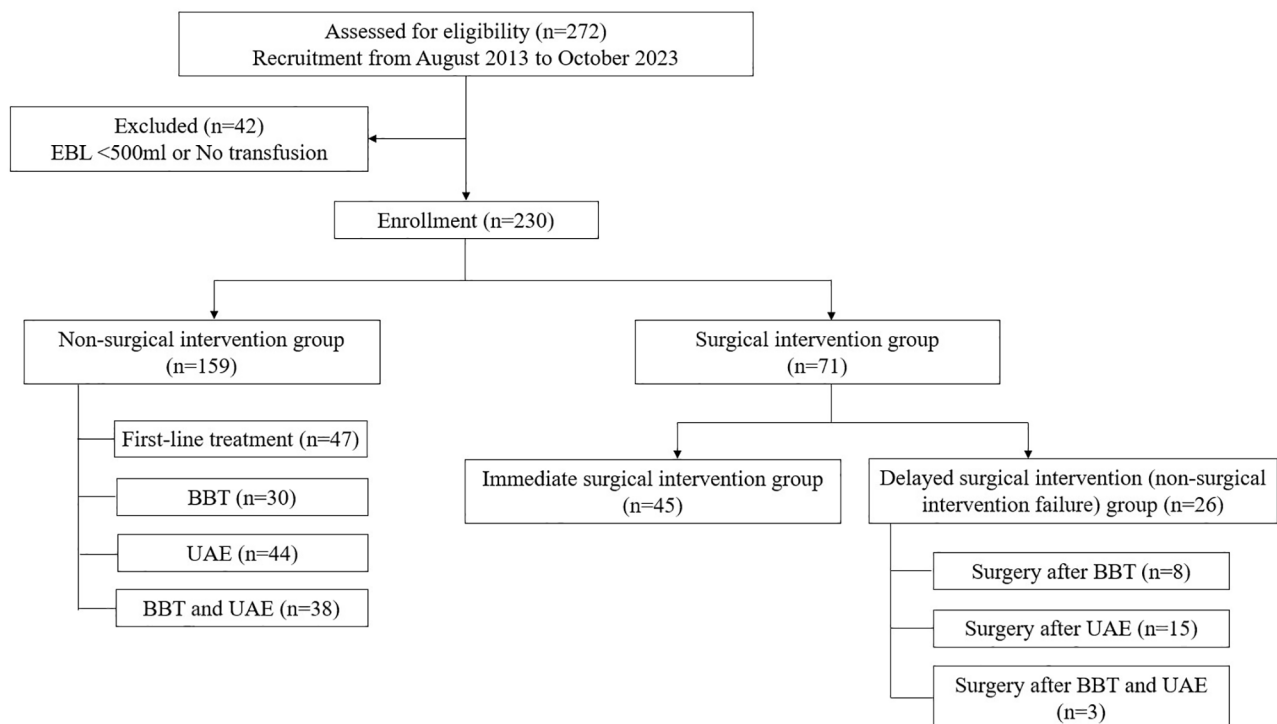 Assessed for eligibility (n=272)
Recruitment from August 2013 to October 2023
Excluded (n=42)
EBL <500ml or No transfusion
Enrollment (n=230)
Non-surgical intervention group
(n=159)
First-line treatment (n=47)
BBT (n=30)
UAE (n=44)
BBT and UAE (n=38)
Surgical intervention group
(n=71)
Immediate surgical intervention group
(n=45)
Delayed surgical intervention (non-surgical
intervention failure) group (n=26)
Surgery after BBT (n=8)
Surgery after UAE (n=15)
Surgery after BBT and UAE
(n=3)